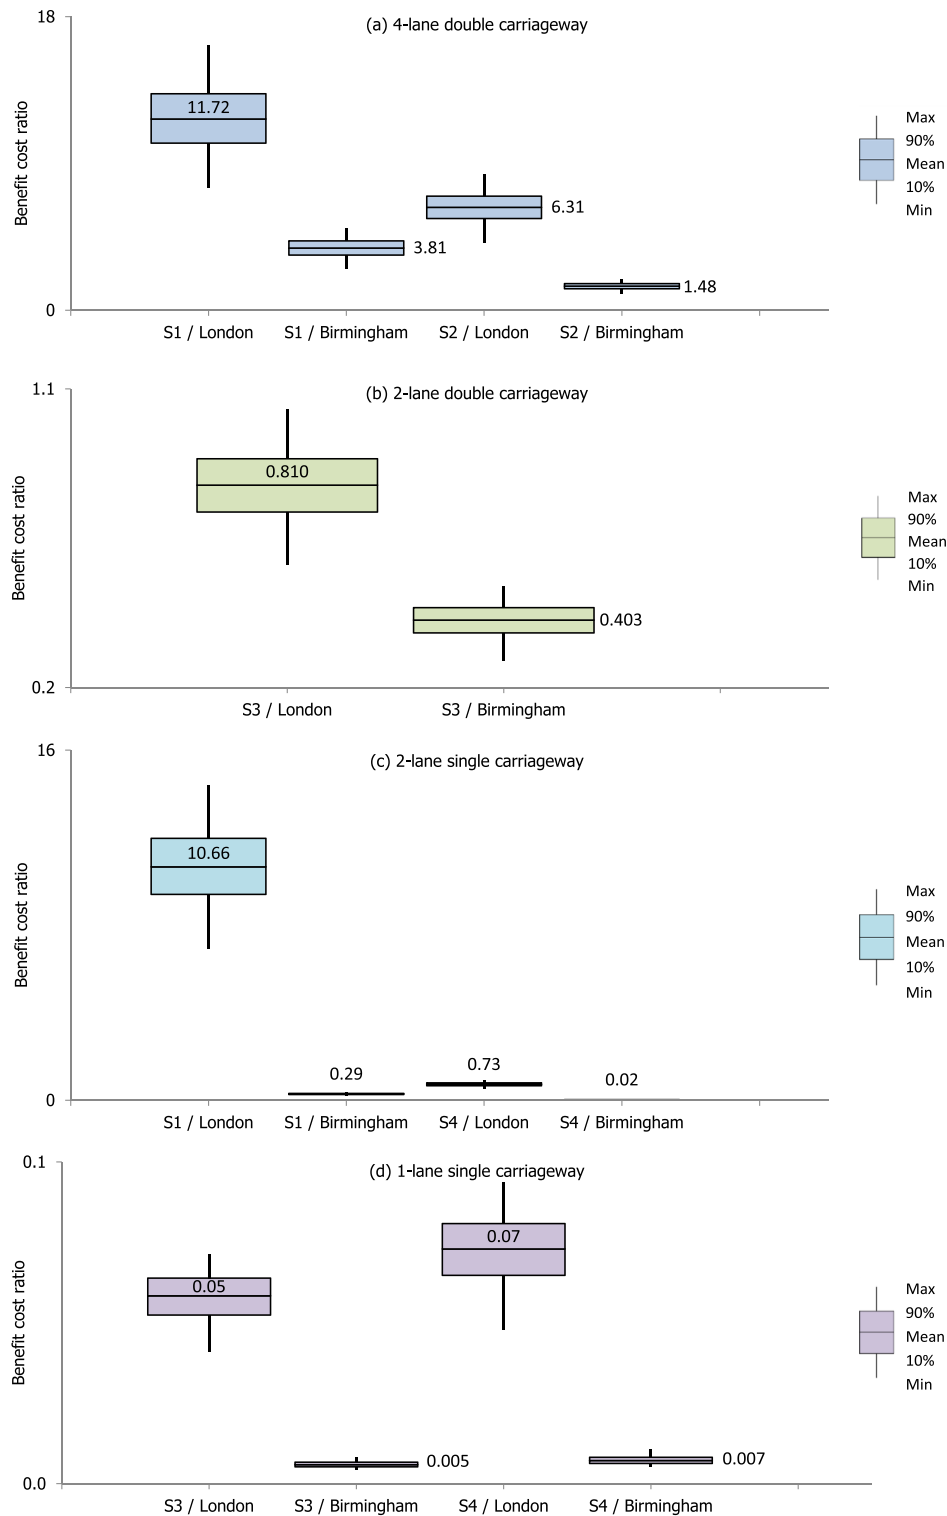 (a) 4-lane double carriageway
18
0
Benefit cost ratio
11.72
3.81
6.31
1.48
S1 / London
S1 / Birmingham
S2 / London
S2 / Birmingham
Max
90%
Mean
10%
Min
(b) 2-lane double carriageway
1.1
0.2
Benefit cost ratio
0.810
0.403
S3 / London
S3 / Birmingham
Max
90%
Mean
10%
Min
(c) 2-lane single carriageway
16
0
Benefit cost ratio
10.66
0.29
0.73
0.02
S1 / London
S1 / Birmingham
S4 / London
S4 / Birmingham
Max
90%
Mean
10%
Min
(d) 1-lane single carriageway
0.1
0.0
Benefit cost ratio
0.05
0.005
0.07
0.007
S3 / London
S3 / Birmingham
S4 / London
S4 / Birmingham
Max
90%
Mean
10%
Min